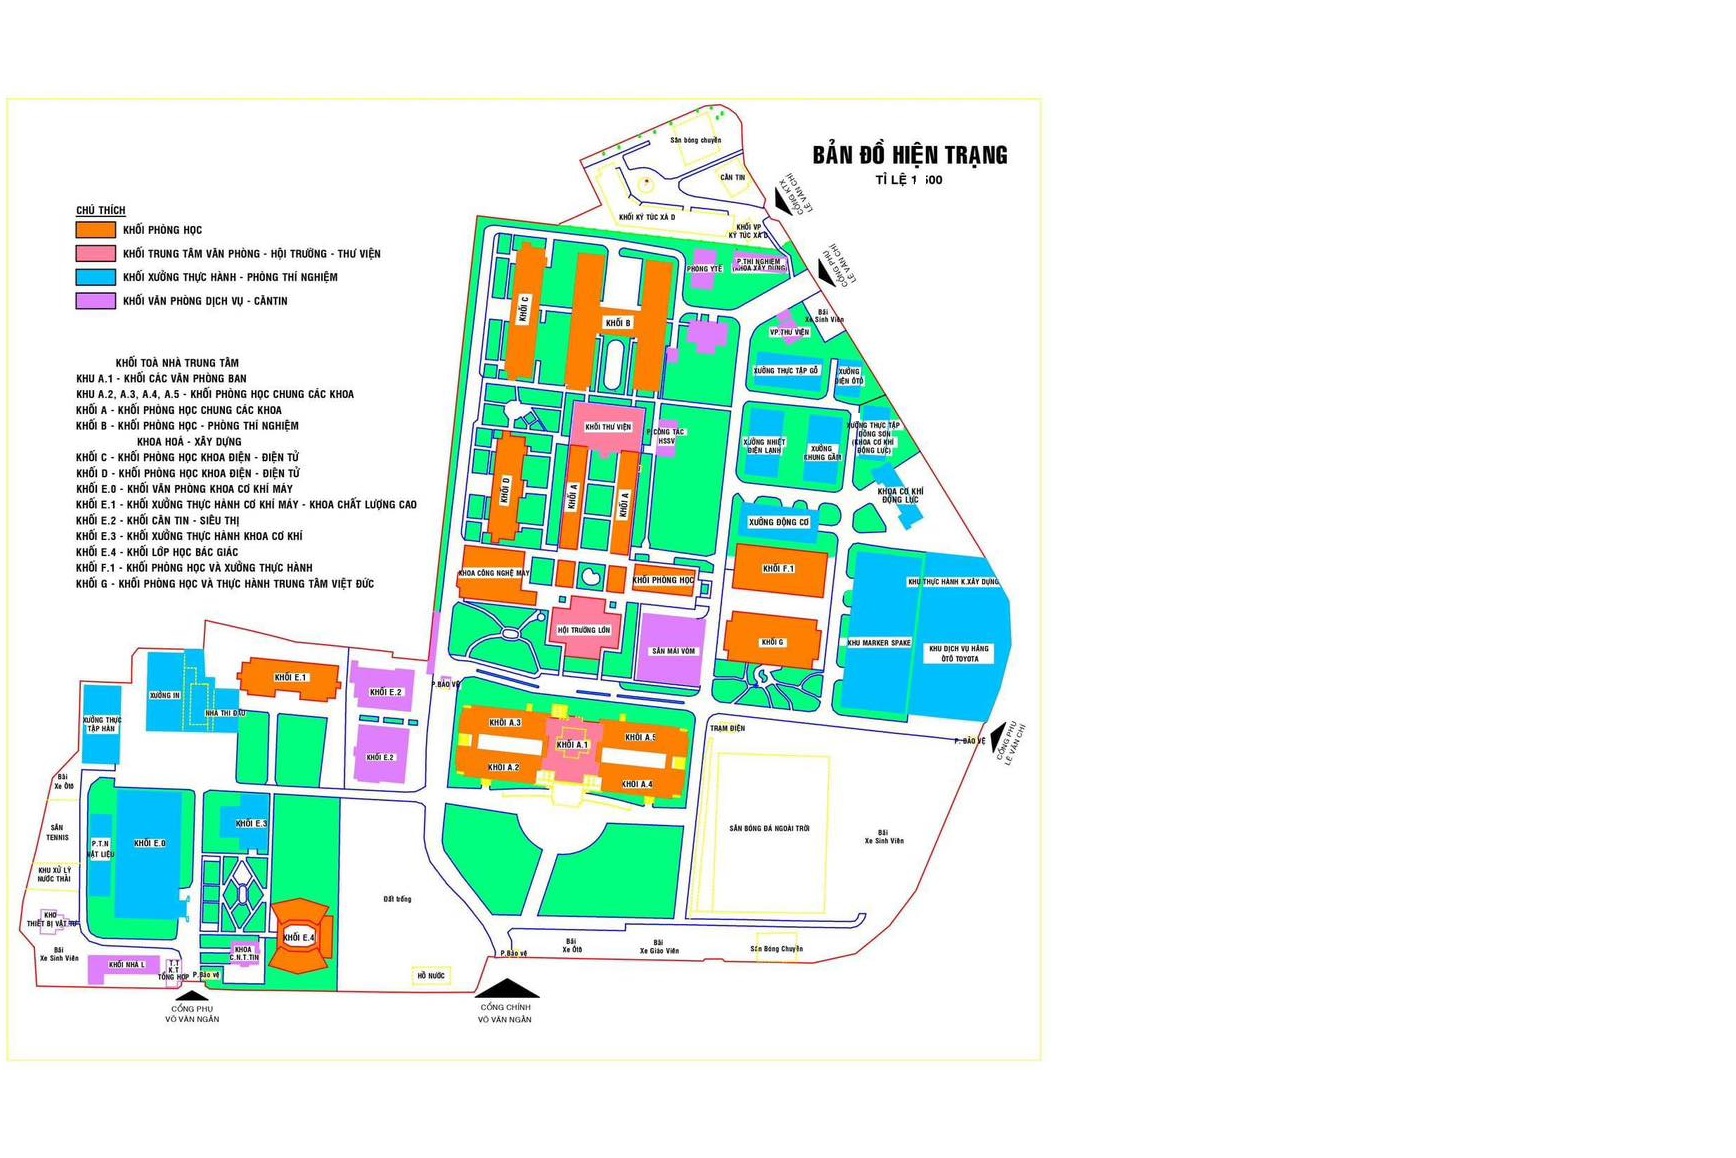 BẢN ĐỒ HIỆN TRẠNG
CHÚ THÍCH
KHỐI PHÒNG HỌC
KHỐI TRUNG TÂM VĂN PHÒNG - HỘI TRƯỜNG - THƯ VIỆN
KHỐI XƯỞNG THỰC HÀNH - PHÒNG THÍ NGHIỆM
KHỐI VĂN PHÒNG DỊCH VỤ - CĂNTIN
KHỐI TOÀ NHÀ TRUNG TÂM
KHU A.1 - KHỐI CÁC VĂN PHÒNG BAN
KHU A.2, A.3, A.4, A.5 - KHỐI PHÒNG HỌC CHUNG CÁC KHOA
KHỐI A - KHỐI PHÒNG HỌC CHUNG CÁC KHOA
KHỐI B - KHỐI PHÒNG HỌC - PHÒNG THÍ NGHIỆM
KHOA HOÁ - XÂY DỰNG
KHỐI C - KHỐI PHÒNG HỌC KHOA ĐIỆN - ĐIỆN TỬ
KHỐI D - KHỐI PHÒNG HỌC KHOA ĐIỆN - ĐIỆN TỬ
KHỐI E.0 - KHỐI VĂN PHÒNG KHOA CƠ KHÍ MÁY
KHỐI E.1 - KHỐI XƯỞNG THỰC HÀNH CƠ KHÍ MÁY - KHOA CHẤT LƯỢNG CAO
KHỐI E.2 - KHỐI CĂN TIN - SIÊU THỊ
KHỐI E.3 - KHỐI XƯỞNG THỰC HÀNH KHOA CƠ KHÍ
KHỐI E.4 - KHỐI LỚP HỌC BÁC GIÁC
KHỐI F.1 - KHỐI PHÒNG HỌC VÀ XƯỞNG THỰC HÀNH
KHỐI G - KHỐI PHÒNG HỌC VÀ THỰC HÀNH TRUNG TÂM VIỆT ĐỨC
Sân bóng chuyền
CĂN TIN
CỔNG KTX
LÊ VĂN CHÍ
KHỐI KÝ TÚC XÁ D
KHỐI VP
KÝ TÚC XÁ D
CỔNG PHỤ
LÊ VĂN CHÍ
PHÒNG YTẾ
P.THÍ NGHIỆM
(KHOA XÂY DỰNG)
KHỐI C
KHỐI B
Bãi
Xe Sinh Viên
VP.THƯ VIỆN
XƯỞNG THỰC TẬP GỖ
XƯỞNG
ĐIỆN ÔTÔ
KHỐI THƯ VIỆN
P.CÔNG TÁC
HSSV
XƯỞNG NHIỆT
ĐIỆN LẠNH
XƯỞNG
KHUNG GẦM
XƯỞNG THỰC TẬP
ĐỒNG SƠN
(KHOA CƠ KHÍ
ĐỘNG LỰC)
KHỐI D
KHỐI A
KHỐI A
KHOA CƠ KHÍ
ĐỘNG LỰC
XƯỞNG ĐỘNG CƠ
KHOA CÔNG NGHỆ MAY
KHỐI PHÒNG HỌC
KHỐI F.1
KHU THỰC HÀNH K.XÂY DỰNG
HỘI TRƯỜNG LỚN
SÂN MÁI VÒM
KHỐI G
KHU MARKER SPAKE
KHU DỊCH VỤ HÃNG
ÔTÔ TOYOTA
XƯỞNG IN
KHỐI E.1
KHỐI E.2
P.BẢO VỆ
NHÀ THI ĐẤU
XƯỞNG THỰC
TẬP HÀN
KHỐI A.3
KHỐI A.1
KHỐI A.5
TRẠM ĐIỆN
P. BẢO VỆ
CỔNG PHỤ
LÊ VĂN CHÍ
KHỐI E.2
KHỐI A.2
KHỐI A.4
Bãi
Xe Ôtô
SÂN
TENNIS
P.T.N
VẬT LIỆU
KHỐI E.0
KHỐI E.3
SÂN BÓNG ĐÁ NGOÀI TRỜI
Bãi
Xe Sinh Viên
KHU XỬ LÝ
NƯỚC THẢI
Đất trống
KHO
THIẾT BỊ VẬT TƯ
KHỐI E.4
Bãi
Xe Sinh Viên
KHOA
C.N.T.TIN
P.Bảo vệ
Bãi
Xe Ôtô
Bãi
Xe Giáo Viên
Sân Bóng Chuyền
KHỐI NHÀ L
T.T
K.T
TỔNG HỢP
P.Bảo vệ
HỒ NƯỚC
CỔNG PHỤ
VÕ VĂN NGÂN
CỔNG CHÍNH
VÕ VĂN NGÂN